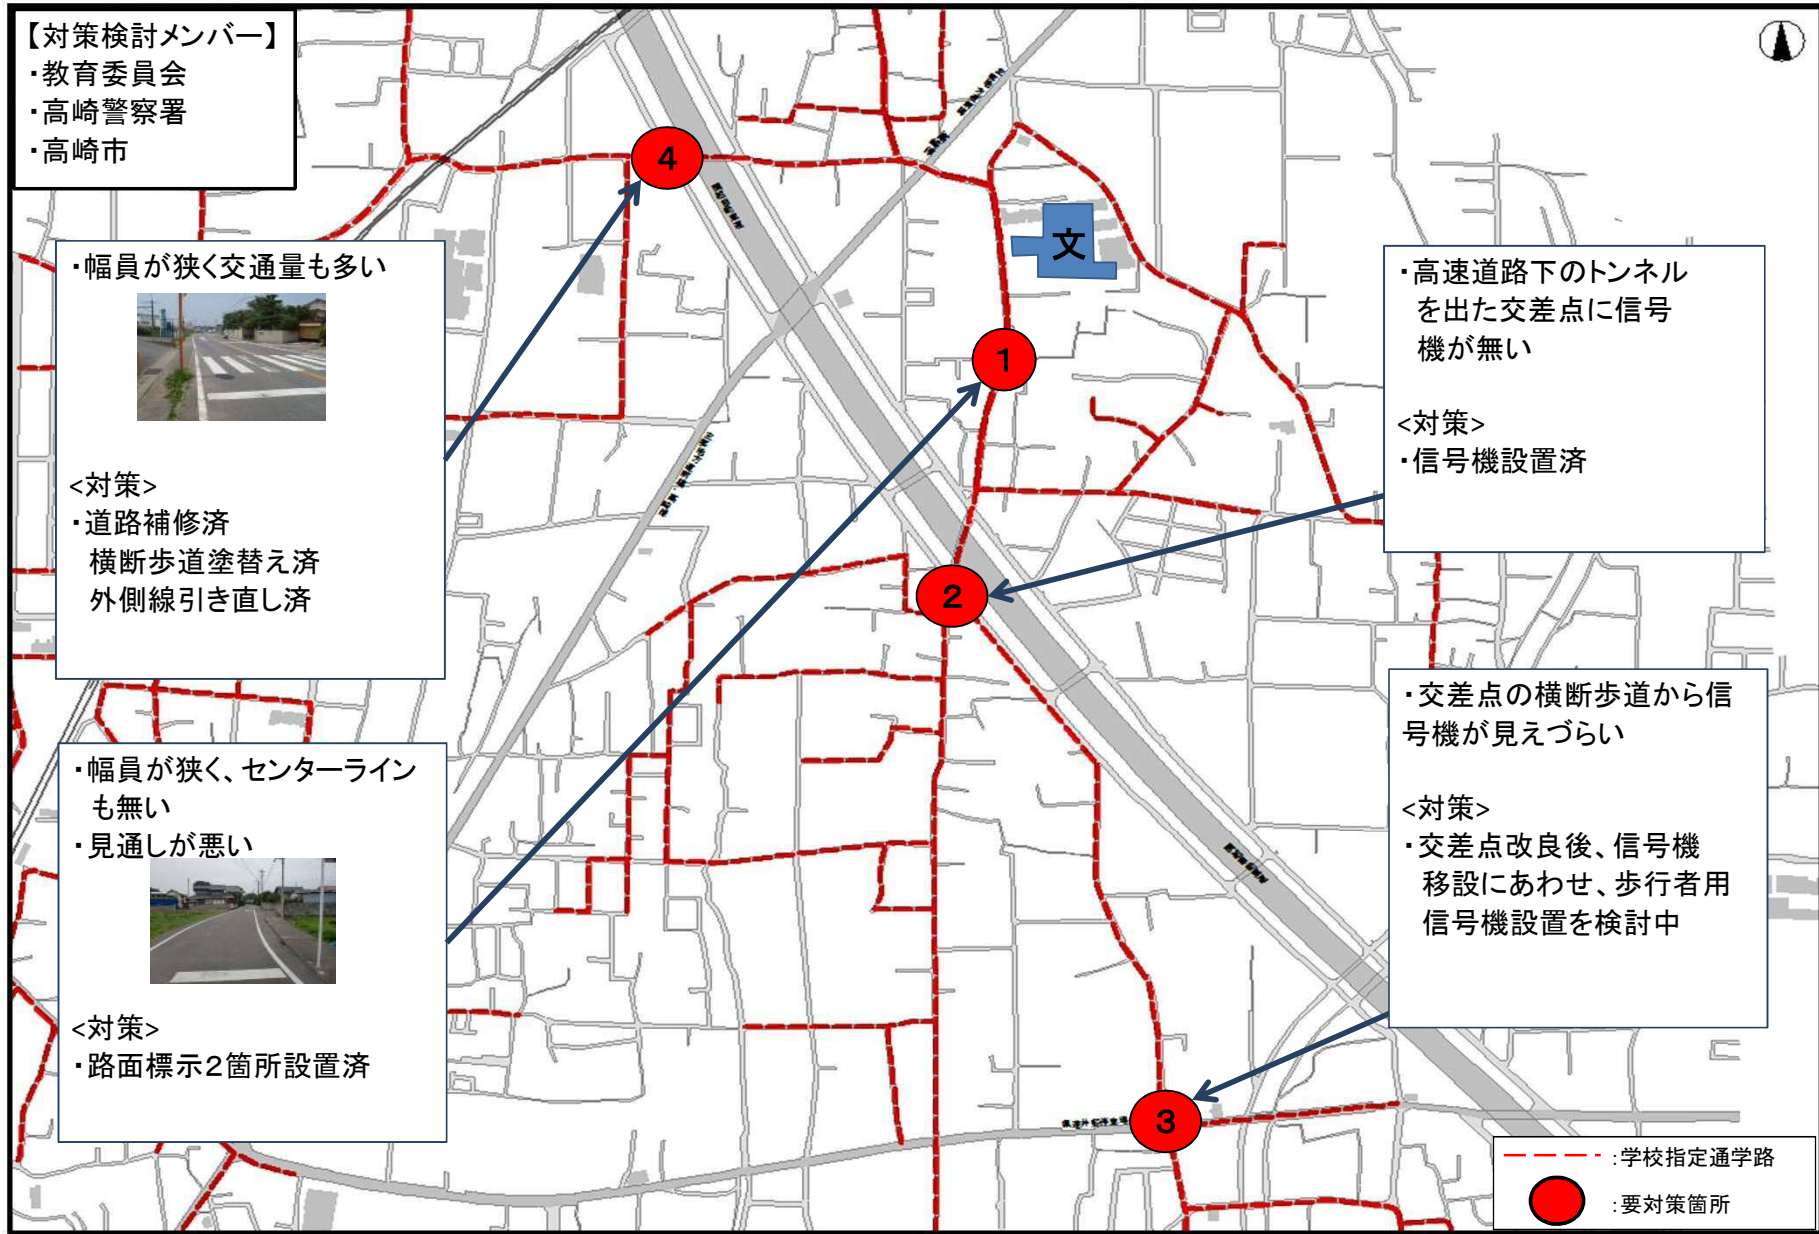 【対策検討メンバー】
・教育委員会
・高崎警察署
・高崎市
4
文
・幅員が狭く交通量も多い
<対策>
・道路補修済
横断歩道塗替え済
外側線引き直し済
・高速道路下のトンネル
を出た交差点に信号
機が無い
<対策>
・信号機設置済
1
2
・幅員が狭く、センターライン
も無い
・見通しが悪い
<対策>
・路面標示2箇所設置済
・交差点の横断歩道から信
号機が見えづらい
<対策>
・交差点改良後、信号機
移設にあわせ、歩行者用
信号機設置を検討中
3
:学校指定通学路
:要対策箇所